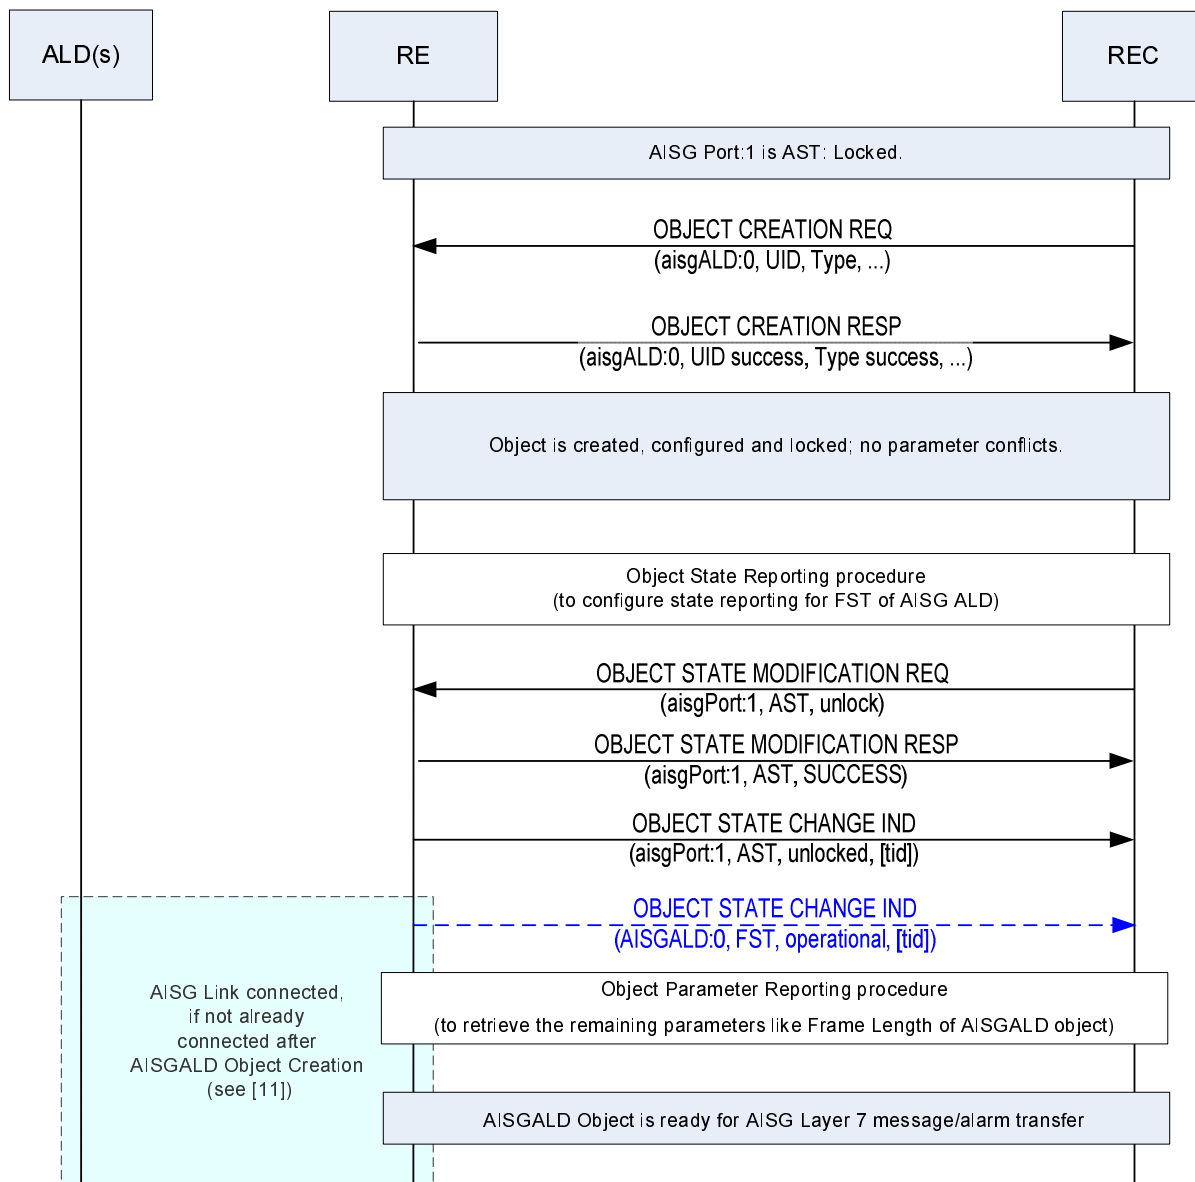 ALD(s)
RE
REC
AISG Port:1 is AST: Locked.
OBJECT CREATION REQ
(aisgALD:0, UID, Type, ...)
OBJECT CREATION RESP
(aisgALD:0, UID success, Type success, ...)
Object is created, configured and locked; no parameter conflicts.
Object State Reporting procedure
(to configure state reporting for FST of AISG ALD)
OBJECT STATE MODIFICATION REQ
(aisgPort:1, AST, unlock)
OBJECT STATE MODIFICATION RESP
(aisgPort:1, AST, SUCCESS)
OBJECT STATE CHANGE IND
(aisgPort:1, AST, unlocked, [tid])
OBJECT STATE CHANGE IND
(AISGALD:0, FST, operational, [tid])
AISG Link connected,
if not already
connected after
AISGALD Object Creation
(see [11])
Object Parameter Reporting procedure
(to retrieve the remaining parameters like Frame Length of AISGALD object)
AISGALD Object is ready for AISG Layer 7 message/alarm transfer